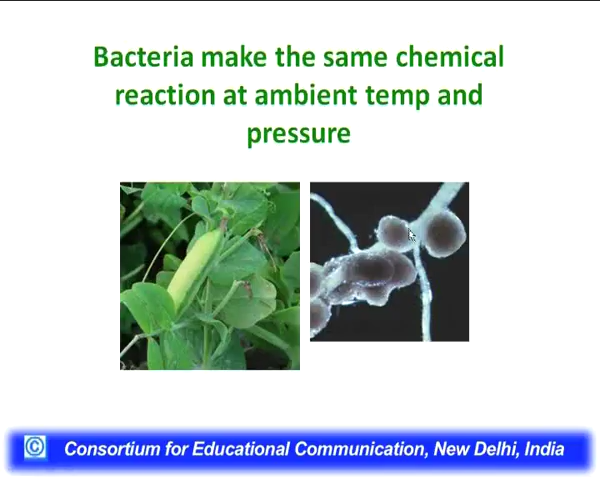 Bacteria make the same chemical
reaction at ambient temp and
pressure
© Consortium for Educational Communication, New Delhi, India